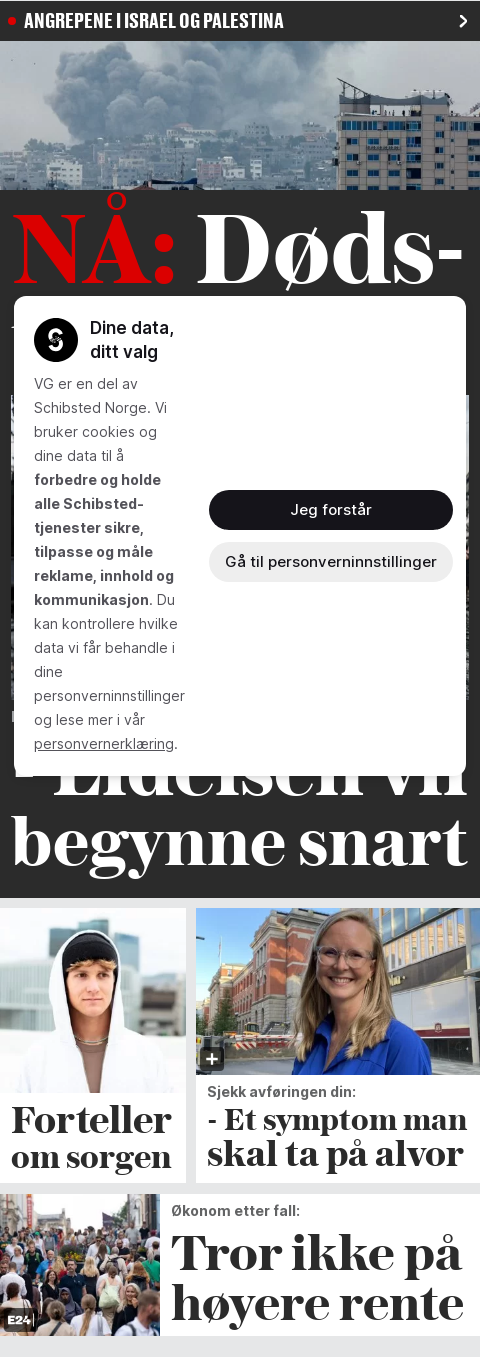 ANGREPENE I ISRAEL OG PALESTINA
NÅ: Døds-
Dine data,
ditt valg
VG er en del av
Schibsted Norge. Vi
bruker cookies og
dine data til å
forbedre og holde
alle Schibsted-
tjenester sikre,
tilpasse og måle
reklame, innhold og
kommunikasjon. Du
kan kontrollere hvilke
data vi får behandle i
dine
personverninnstillinger
og lese mer i vår
personvernerklæring.
Jeg forstår
Gå til personverninnstillinger
- Lidelsen vil
begynne snart
Forteller
om sorgen
Sjekk avføringen din:
- Et symptom man
skal ta på alvor
Økonom etter fall:
Tror ikke på
høyere rente
E24